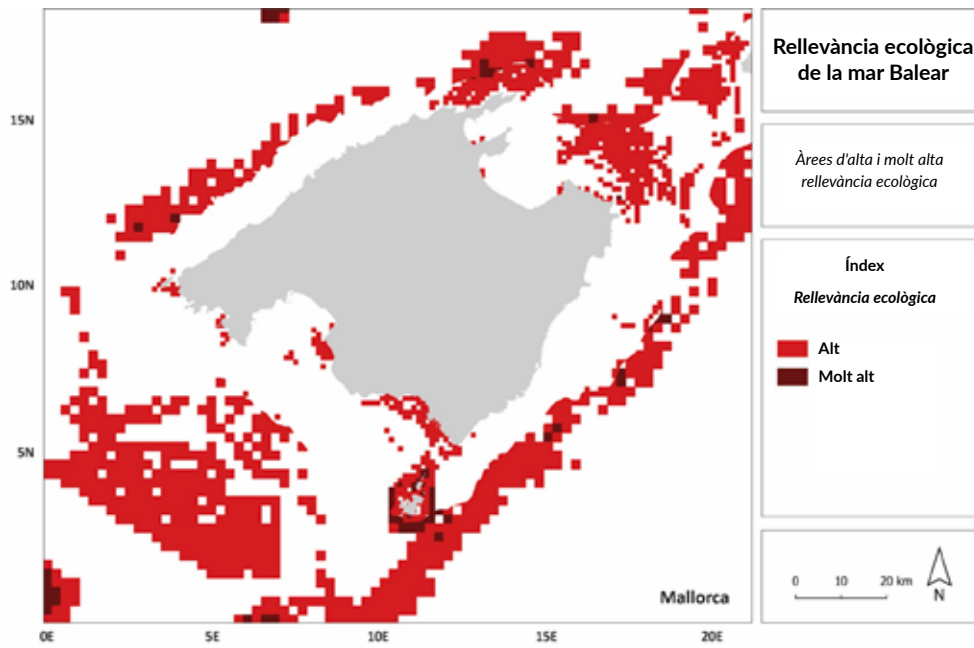 Rellevància ecològica
de la mar Balear
Àrees d'alta i molt alta
rellevància ecològica
Índex
Rellevància ecològica
Alt
Molt alt
0 10 20 km
N
Mallorca
15N
10N
5N
0E 5E 10E 15E 20E